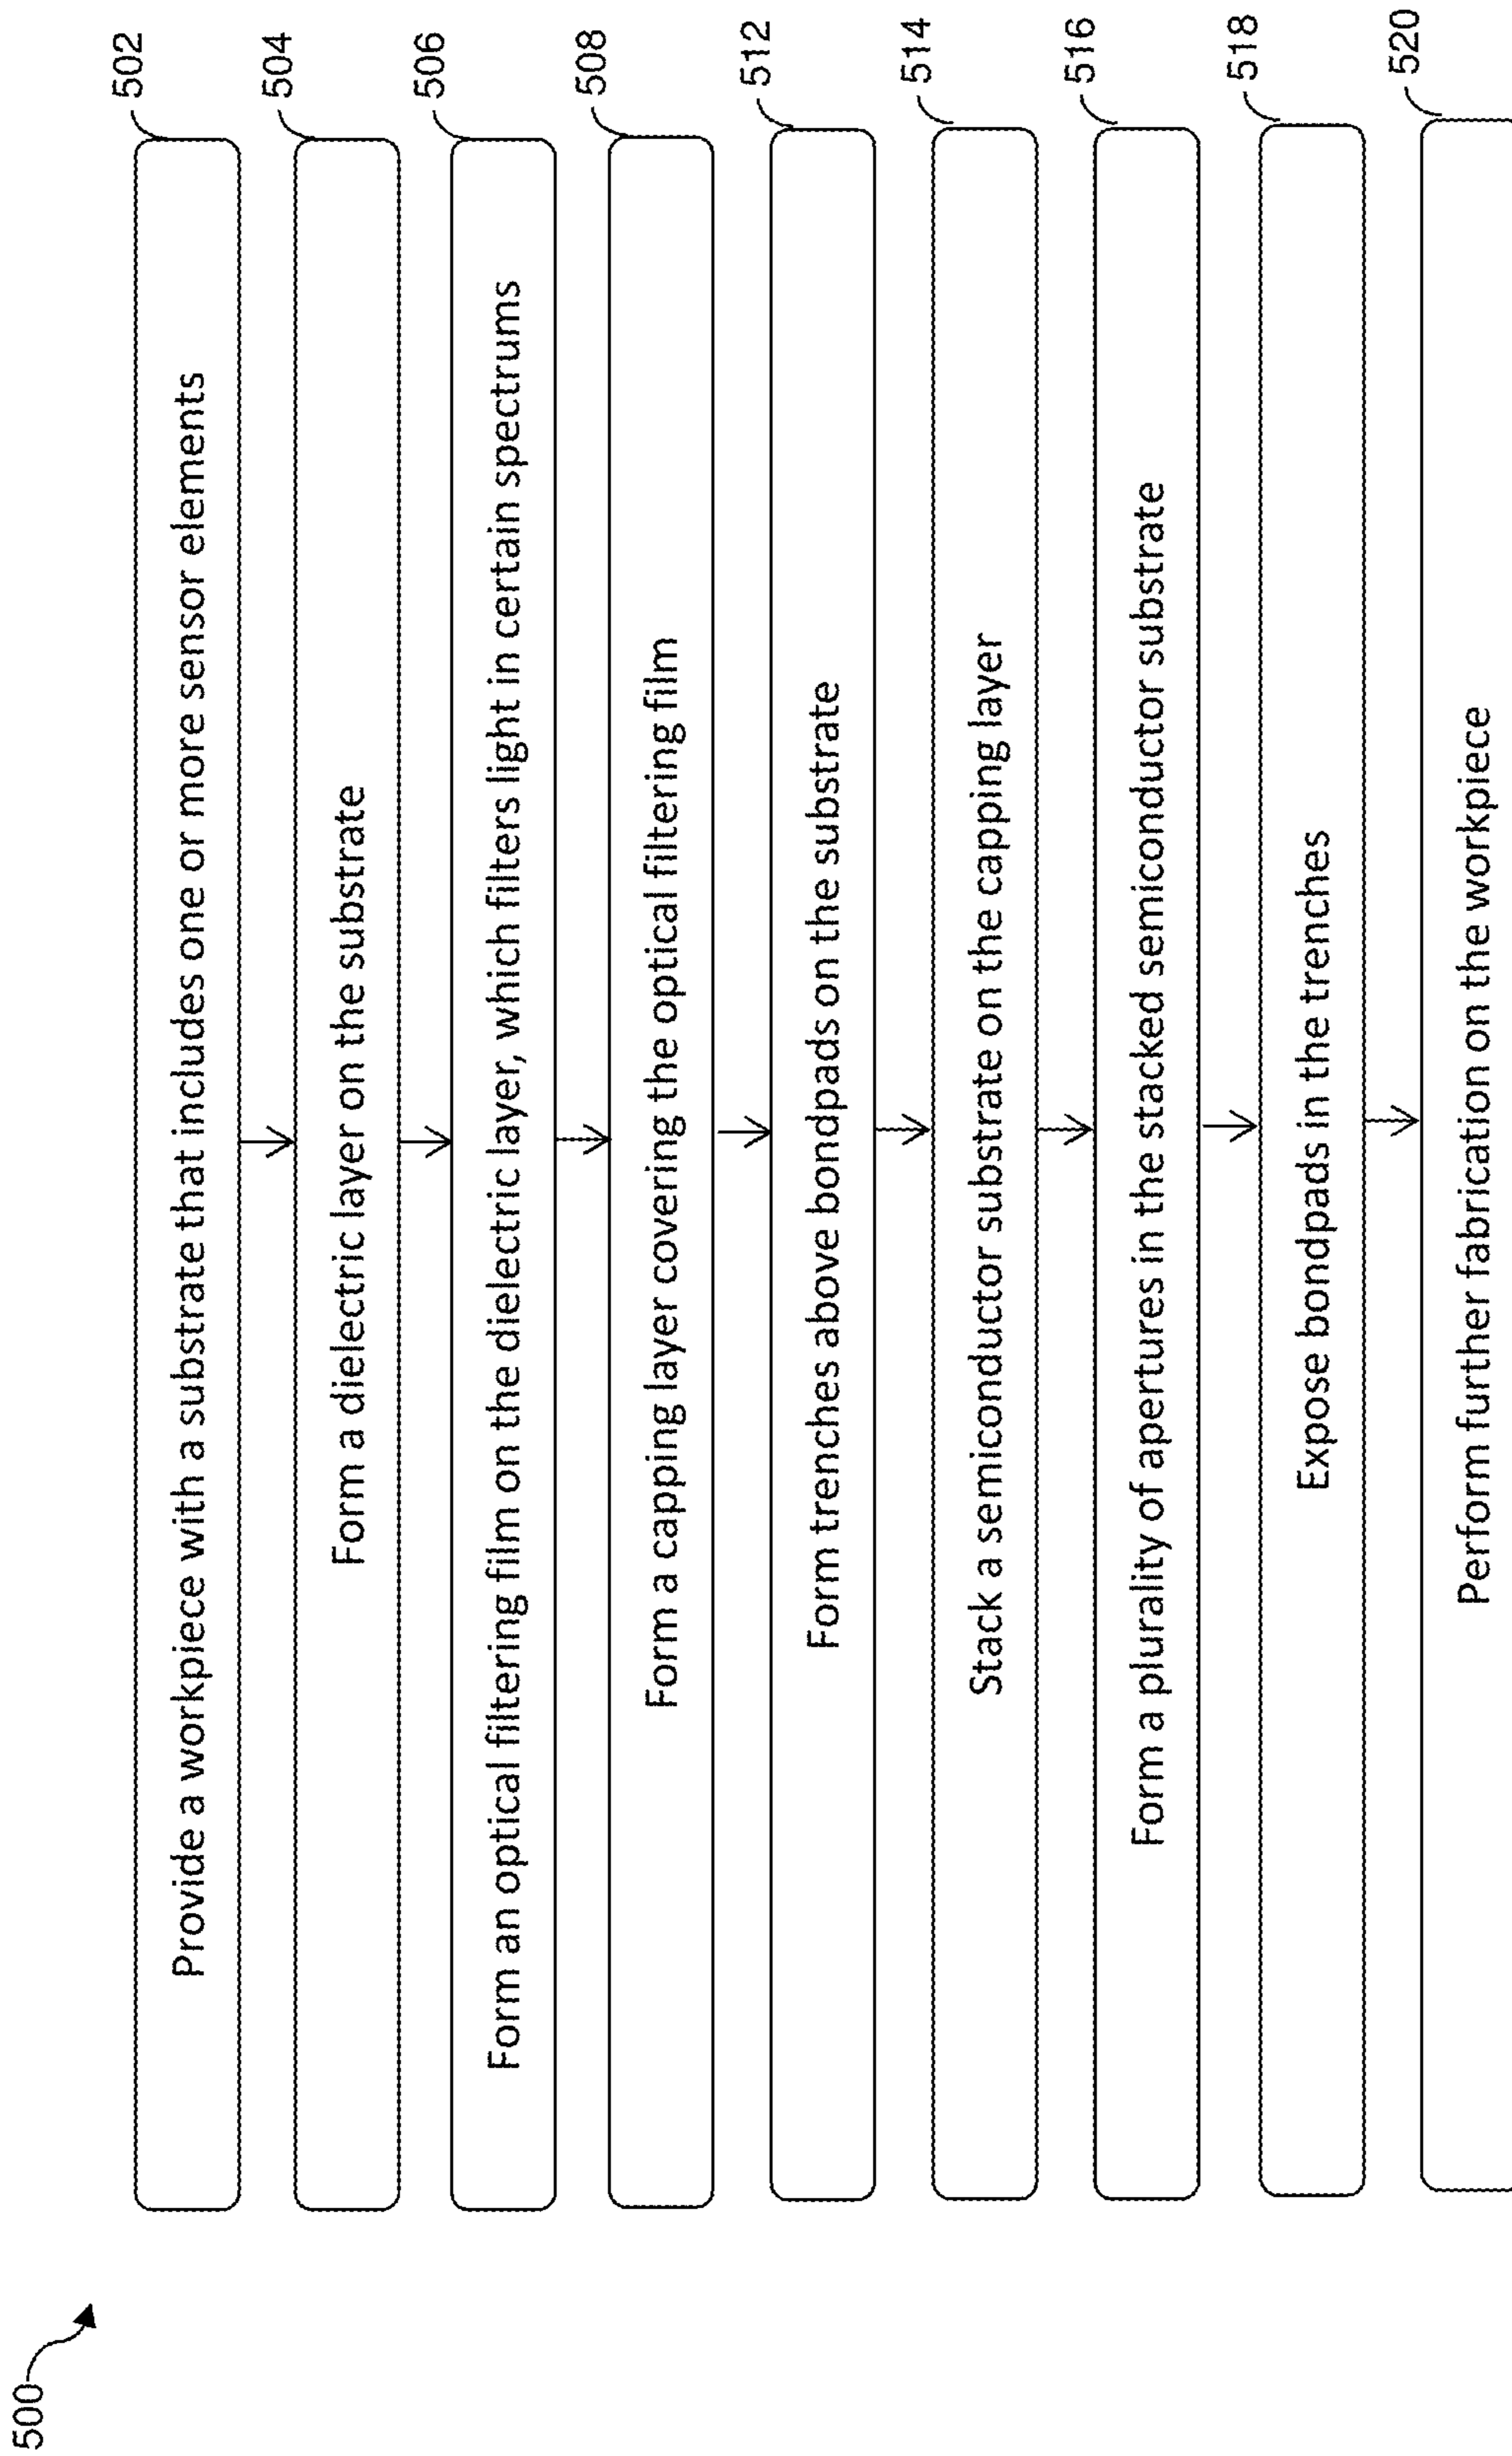 500
502
Provide a workpiece with a substrate that includes one or more sensor elements
504
Form a dielectric layer on the substrate
506
Form an optical filtering film on the dielectric layer, which filters light in certain spectrums
508
Form a capping layer covering the optical filtering film
512
Form trenches above bondpads on the substrate
514
Stack a semiconductor substrate on the capping layer
516
Form a plurality of apertures in the stacked semiconductor substrate
518
Expose bondpads in the trenches
520
Perform further fabrication on the workpiece